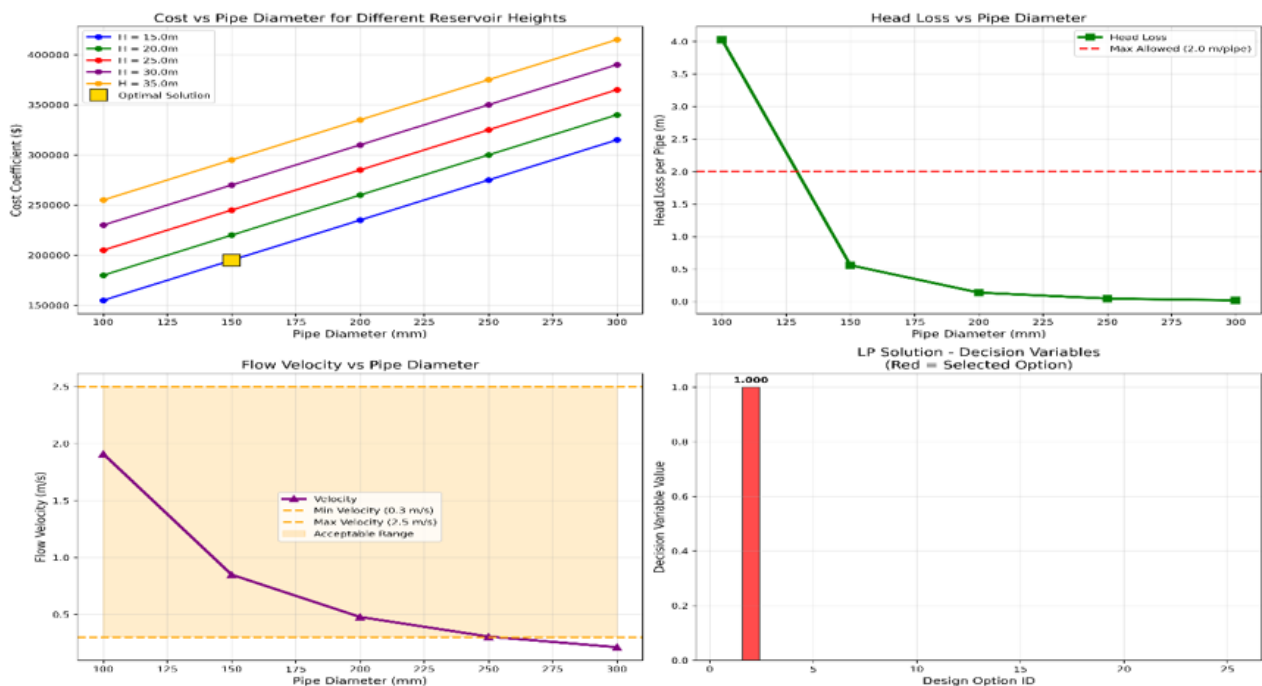 Cost vs Pipe Diameter for Different Reservoir Heights
H = 15.0m
H = 20.0m
H = 25.0m
H = 30.0m
H = 35.0m
Optimal Solution
Cost Coefficient ($)
400000
350000
300000
250000
200000
150000
100 125 150 175 200 225 250 275 300
Pipe Diameter (mm)
Head Loss vs Pipe Diameter
Head Loss
Max Allowed (2.0 m/pipe)
Head Loss per Pipe (m)
4.0
3.5
3.0
2.5
2.0
1.5
1.0
0.5
0.0
100 125 150 175 200 225 250 275 300
Pipe Diameter (mm)
Flow Velocity vs Pipe Diameter
Velocity
Min Velocity (0.3 m/s)
Max Velocity (2.5 m/s)
Acceptable Range
Flow Velocity (m/s)
2.5
2.0
1.5
1.0
0.5
100 125 150 175 200 225 250 275 300
Pipe Diameter (mm)
LP Solution - Decision Variables
(Red = Selected Option)
1.000
Decision Variable Value
1.0
0.8
0.6
0.4
0.2
0.0
0 5 10 15 20 25
Design Option ID